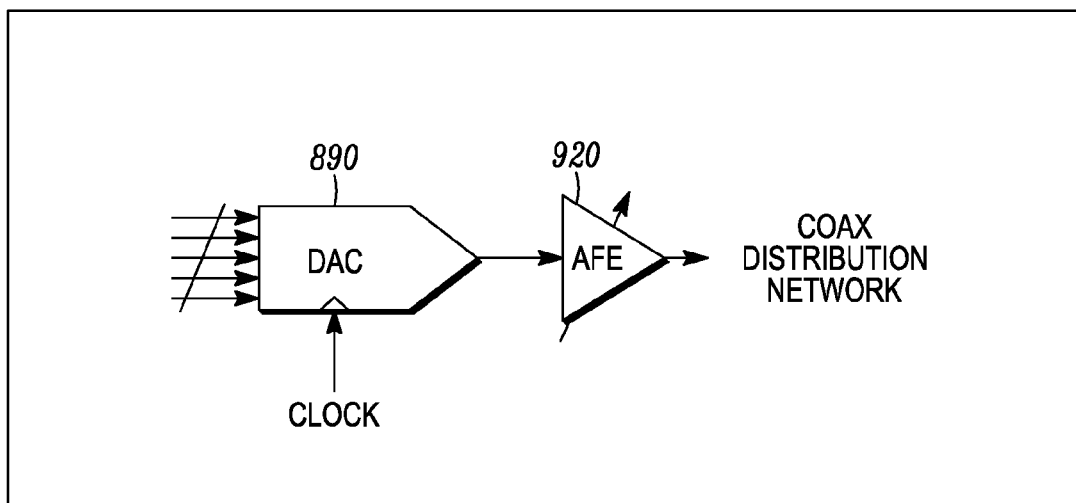 890
920
DAC
AFE
COAX
DISTRIBUTION
NETWORK
CLOCK